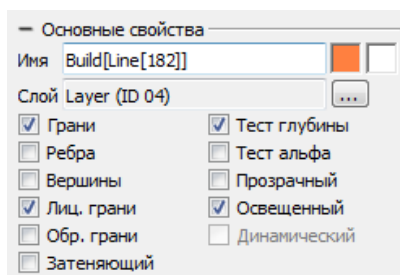 Основные свойства
Имя Build[Line[182]]
Слой Layer (ID 04) ...
Грани Тест глубины
Ребра Тест альфа
Вершины Прозрачный
Лиц. грани Освещенный
Обр. грани Динамический
Затеняющий